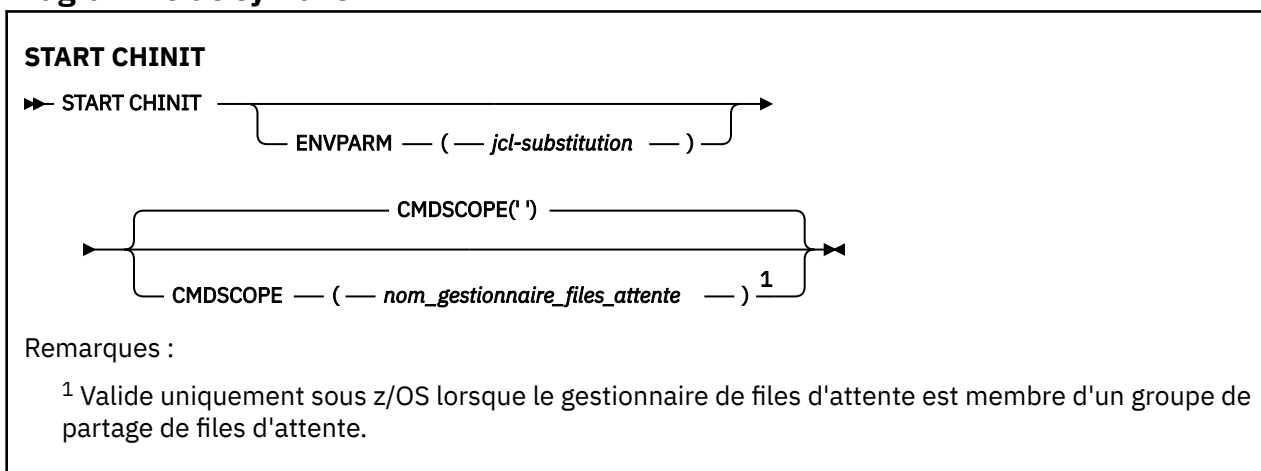 START CHINIT
START CHINIT
ENVPARM ( jcl-substitution )
CMDSCOPE(' ')
CMDSCOPE ( nom_gestionnaire_files_attente ) 1
Remarques :
1 Valide uniquement sous z/OS lorsque le gestionnaire de files d'attente est membre d'un groupe de
partage de files d'attente.